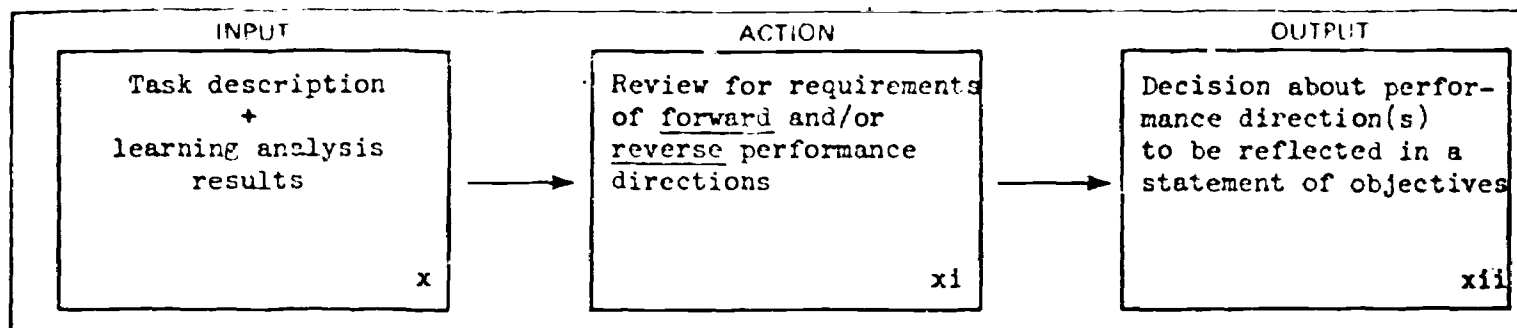 INPUT
Task description
+
learning analysis
results
x
ACTION
Review for requirements
of forward and/or
reverse performance
directions
xi
OUTPUT
Decision about perfor-
mance direction(s)
to be reflected in a
statement of objectives
xii